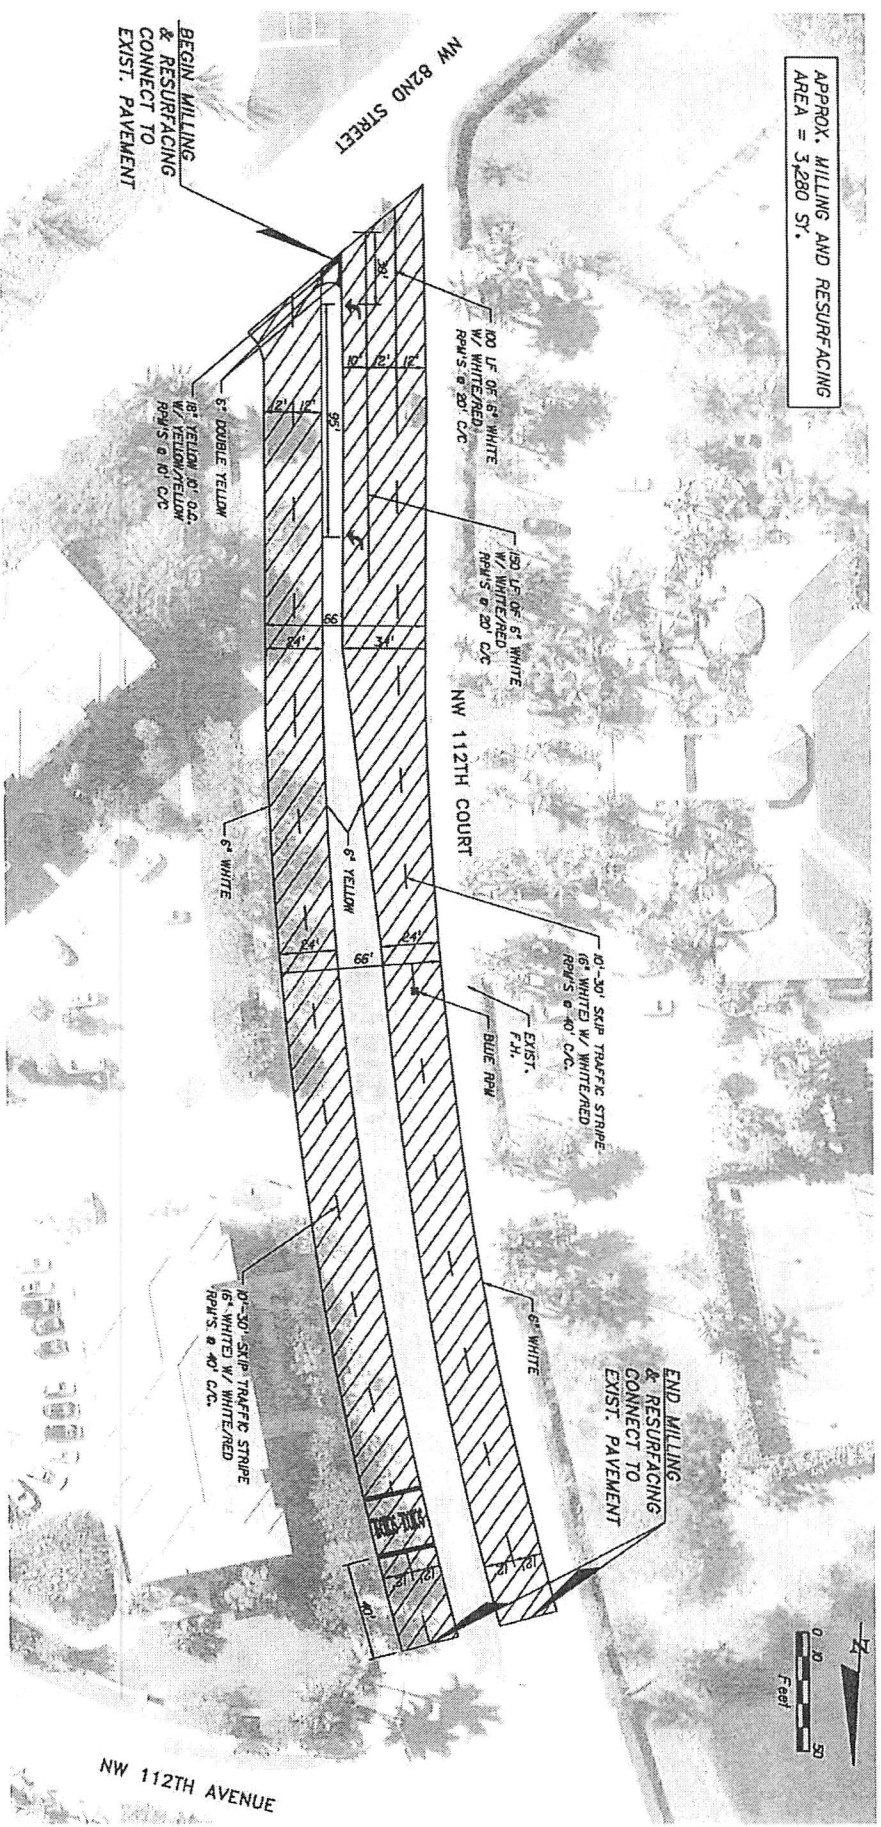 APPROX. MILLING AND RESURFACING
AREA = 3,280 SY.
NW 82ND STREET
BEGIN MILLING
& RESURFACING
CONNECT TO
EXIST. PAVEMENT
100 LF OF 6" WHITE
W/ WHITE/RED
RPM'S @ 20' C/C
150 LF OF 6" WHITE
W/ WHITE/RED
RPM'S @ 20' C/C
10' 12' 12'
95'
12' 12'
6" DOUBLE YELLOW
18" YELLOW 10' O.C.
W/ YELLOW/YELLOW
RPM'S @ 10' C/C
66'
24' 34'
NW 112TH COURT
6" YELLOW
6" WHITE
24'
66'
24'
10'-30' SKIP TRAFFIC STRIPE
(6" WHITE) W/ WHITE/RED
RPM'S @ 40' C/C.
EXIST.
F.H.
BLUE RPM
6" WHITE
10'-30' SKIP TRAFFIC STRIPE
(6" WHITE) W/ WHITE/RED
RPM'S @ 40' C/C.
END MILLING
& RESURFACING
CONNECT TO
EXIST. PAVEMENT
12' 12'
12' 12'
40'
N
0 10 50
Feet
NW 112TH AVENUE